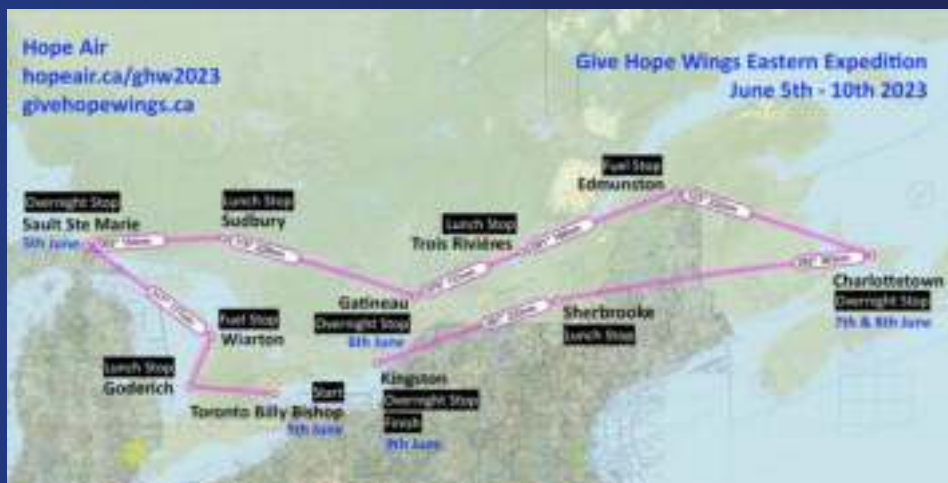 Hope Air
hopeair.ca/ghw2023
givehopewings.ca
Give Hope Wings Eastern Expedition
June 5th - 10th 2023
Overnight Stop
Sault Ste Marie
5th June
Lunch Stop
Sudbury
Lunch Stop
Trois Rivières
Fuel Stop
Edmunston
Charlottetown
Overnight Stop
7th & 8th June
Gatineau
Overnight Stop
6th June
Sherbrooke
Lunch Stop
Fuel Stop
Wiarton
Lunch Stop
Goderich
Start
Toronto Billy Bishop
5th June
Kingston
Overnight Stop
Finish
9th June